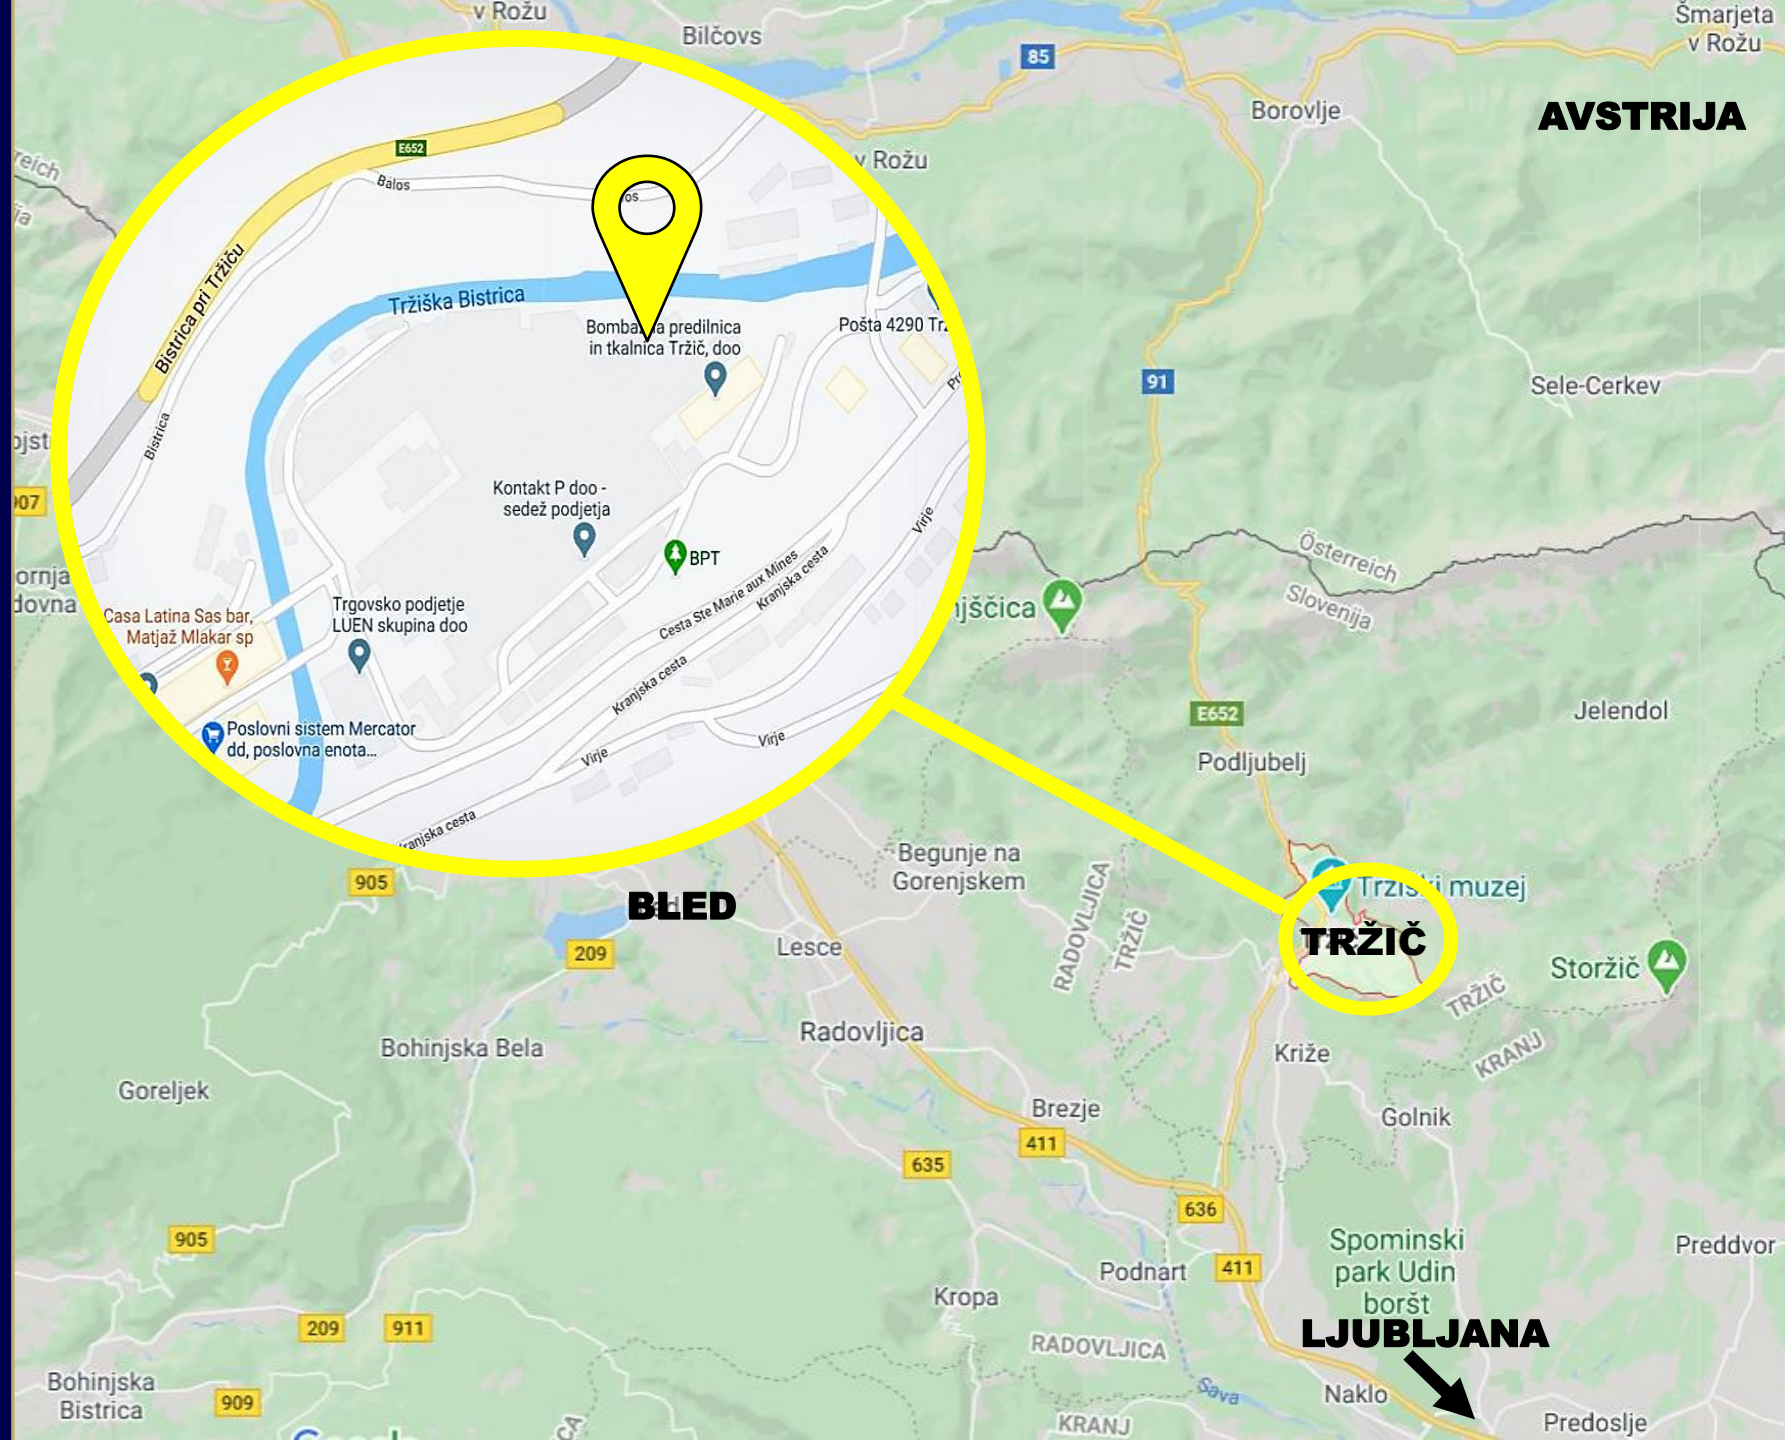 v Rožu
Bilčovs
Šmarjeta
v Rožu
85
Borovlje
AVSTRIJA
v Rožu
E652
Balos
Bistrica pri Tržiču
Tržiška Bistrica
predilnica
in tkalnica Tržič, doo
Pošta 4290
Bistrica
Kontakt P doo -
sedež podjetja
BPT
Virje
Cesta Ste Marie aux Mines
Kranjska cesta
Casa Latina Sas bar,
Matjaž Mlakar sp
Trgovsko podjetje
LUEN skupina doo
Kranjska cesta
Poslovni sistem Mercator
dd, poslovna enota...
Virje
Virje
cesta
91
Sele-Cerkev
Österreich
Slovenija
E652
Jelendol
Podljubelj
905
Begunje na
Gorenjskem
RADOVLJICA
TRŽIČ
Tržiški muzej
BLED
209
Lesce
TRŽIČ
Storžič
TRŽIČ
Radovljica
Bohinjska Bela
Križe
KRANJ
Goreljek
Brezje
Golnik
411
635
636
905
Spominski
park Udin
boršt
Preddvor
Podnart
411
Kropa
209
911
RADOVLJICA
LJUBLJANA
Bohinjska
Bistrica
909
Sava
Naklo
KRANJ
Predoslje